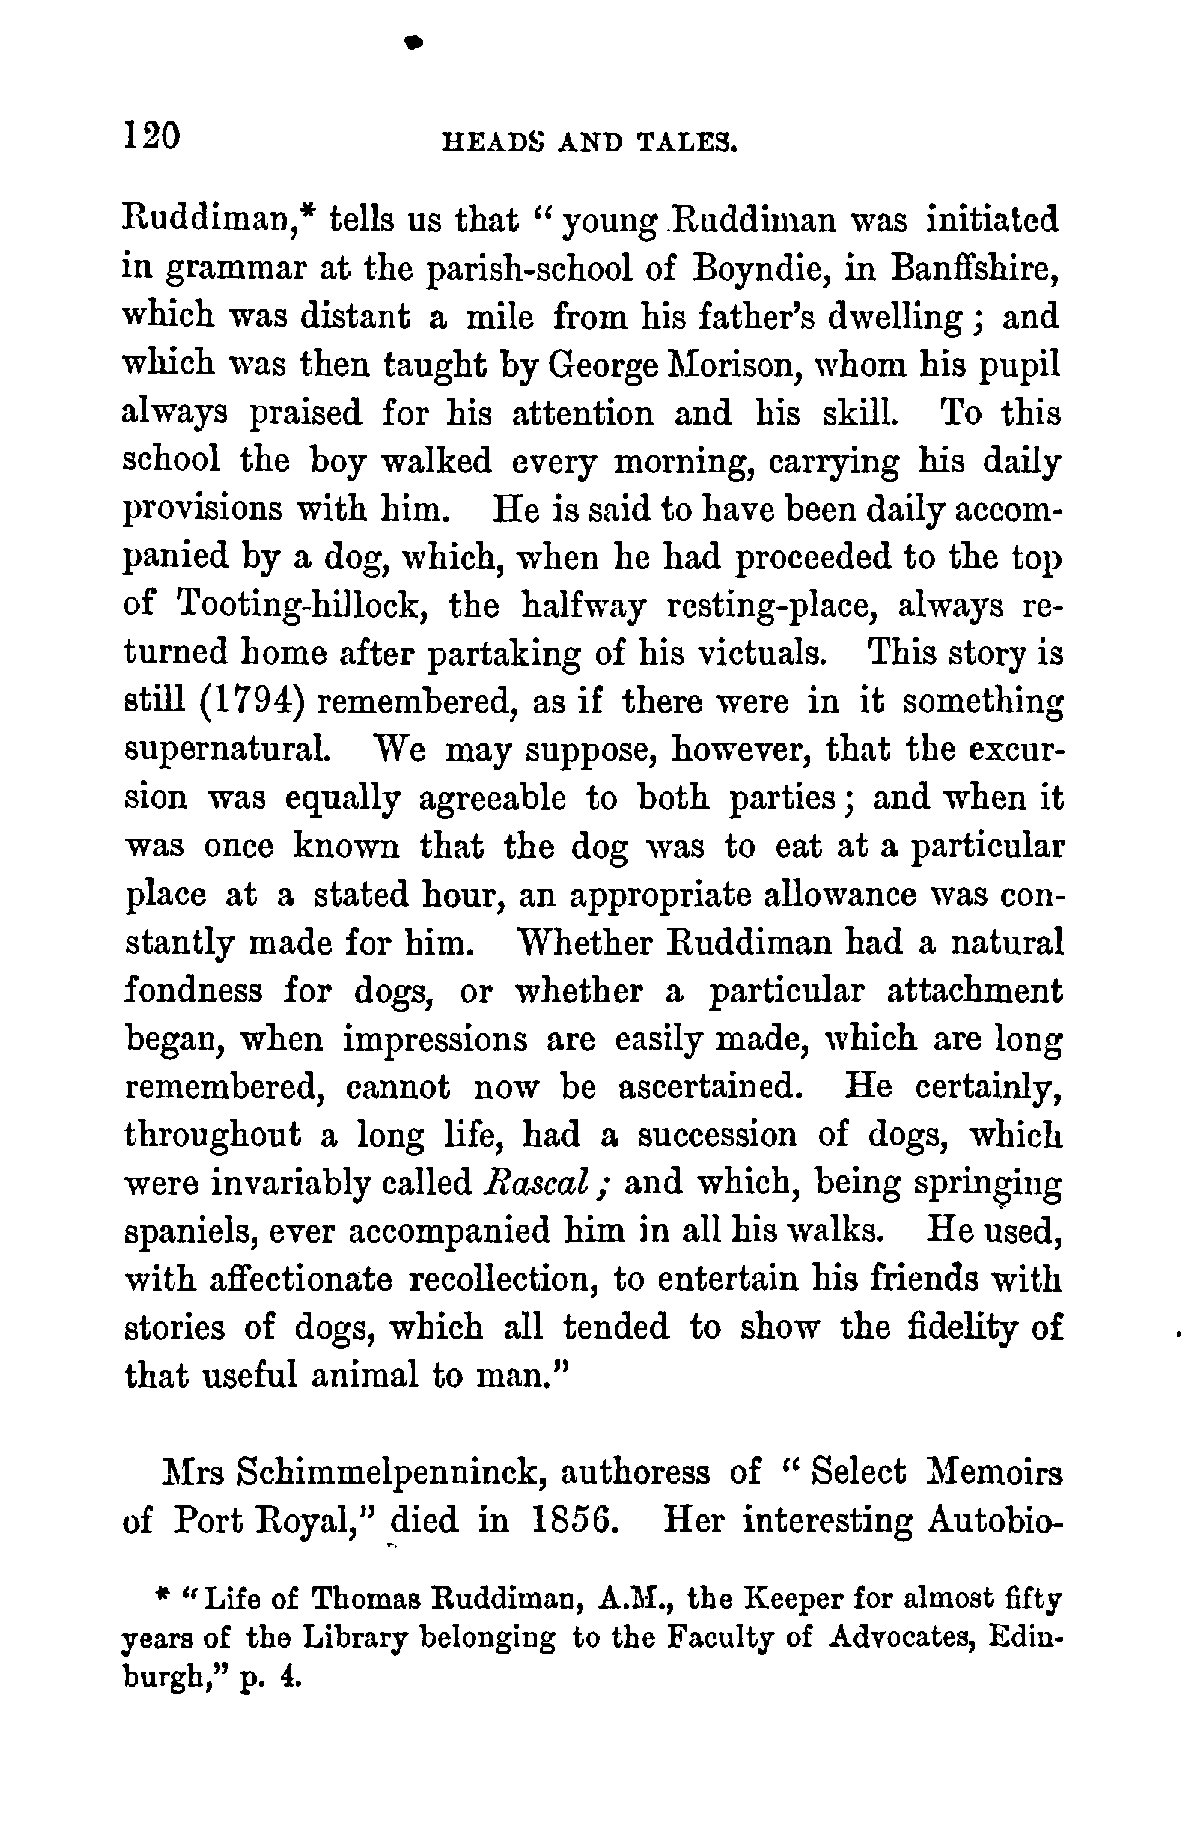 120 HEADS AND TALES.
Ruddiman,* tells us that “ young Ruddiman was initiated
in grammar at the parish-school of Boyndie, in Banffshire,
which was distant a mile from his father’s dwelling ; and
which was then taught by George Morison, whom his pupil
always praised for his attention and his skill. To this
school the boy walked every morning, carrying his daily
provisions with him. He is said to have been daily accom-
panied by a dog, which, when he had proceeded to the top
of Tooting-hillock, the halfway resting-place, always re-
turned home after partaking of his victuals. This story is
still (1794) remembered, as if there were in it something
supernatural. We may suppose, however, that the excur-
sion was equally agreeable to both parties ; and when it
was once known that the dog was to eat at a particular
place at a stated hour, an appropriate allowance was con-
stantly made for him. Whether Ruddiman had a natural
fondness for dogs, or whether a particular attachment
began, when impressions are easily made, which are long
remembered, cannot now be ascertained. He certainly,
throughout a long life, had a succession of dogs, which
were invariably called Rascal ; and which, being springing
spaniels, ever accompanied him in all his walks. He used,
with affectionate recollection, to entertain his friends with
stories of dogs, which all tended to show the fidelity of
that useful animal to man.”
Mrs Schimmelpenninck, authoress of “ Select Memoirs
of Port Royal,” died in 1856. Her interesting Autobio-
* “ Life of Thomas Ruddiman, A.M., the Keeper for almost fifty
years of the Library belonging to the Faculty of Advocates, Edin-
burgh,” p. 4.